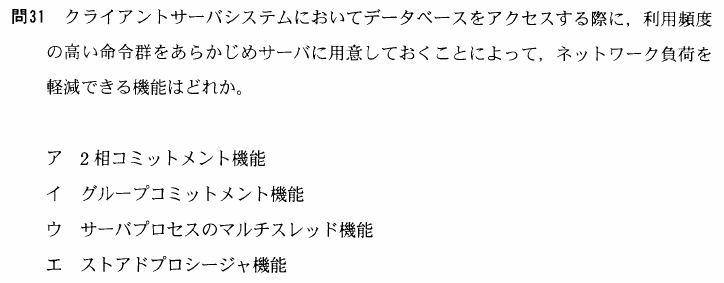 問31　クライアントサーバシステムにおいてデータベースをアクセスする際に，利用頻度
の高い命令群をあらかじめサーバに用意しておくことによって，ネットワーク負荷を
軽減できる機能はどれか。
ア　2相コミットメント機能
イ　グループコミットメント機能
ウ　サーバプロセスのマルチスレッド機能
エ　ストアドプロシージャ機能